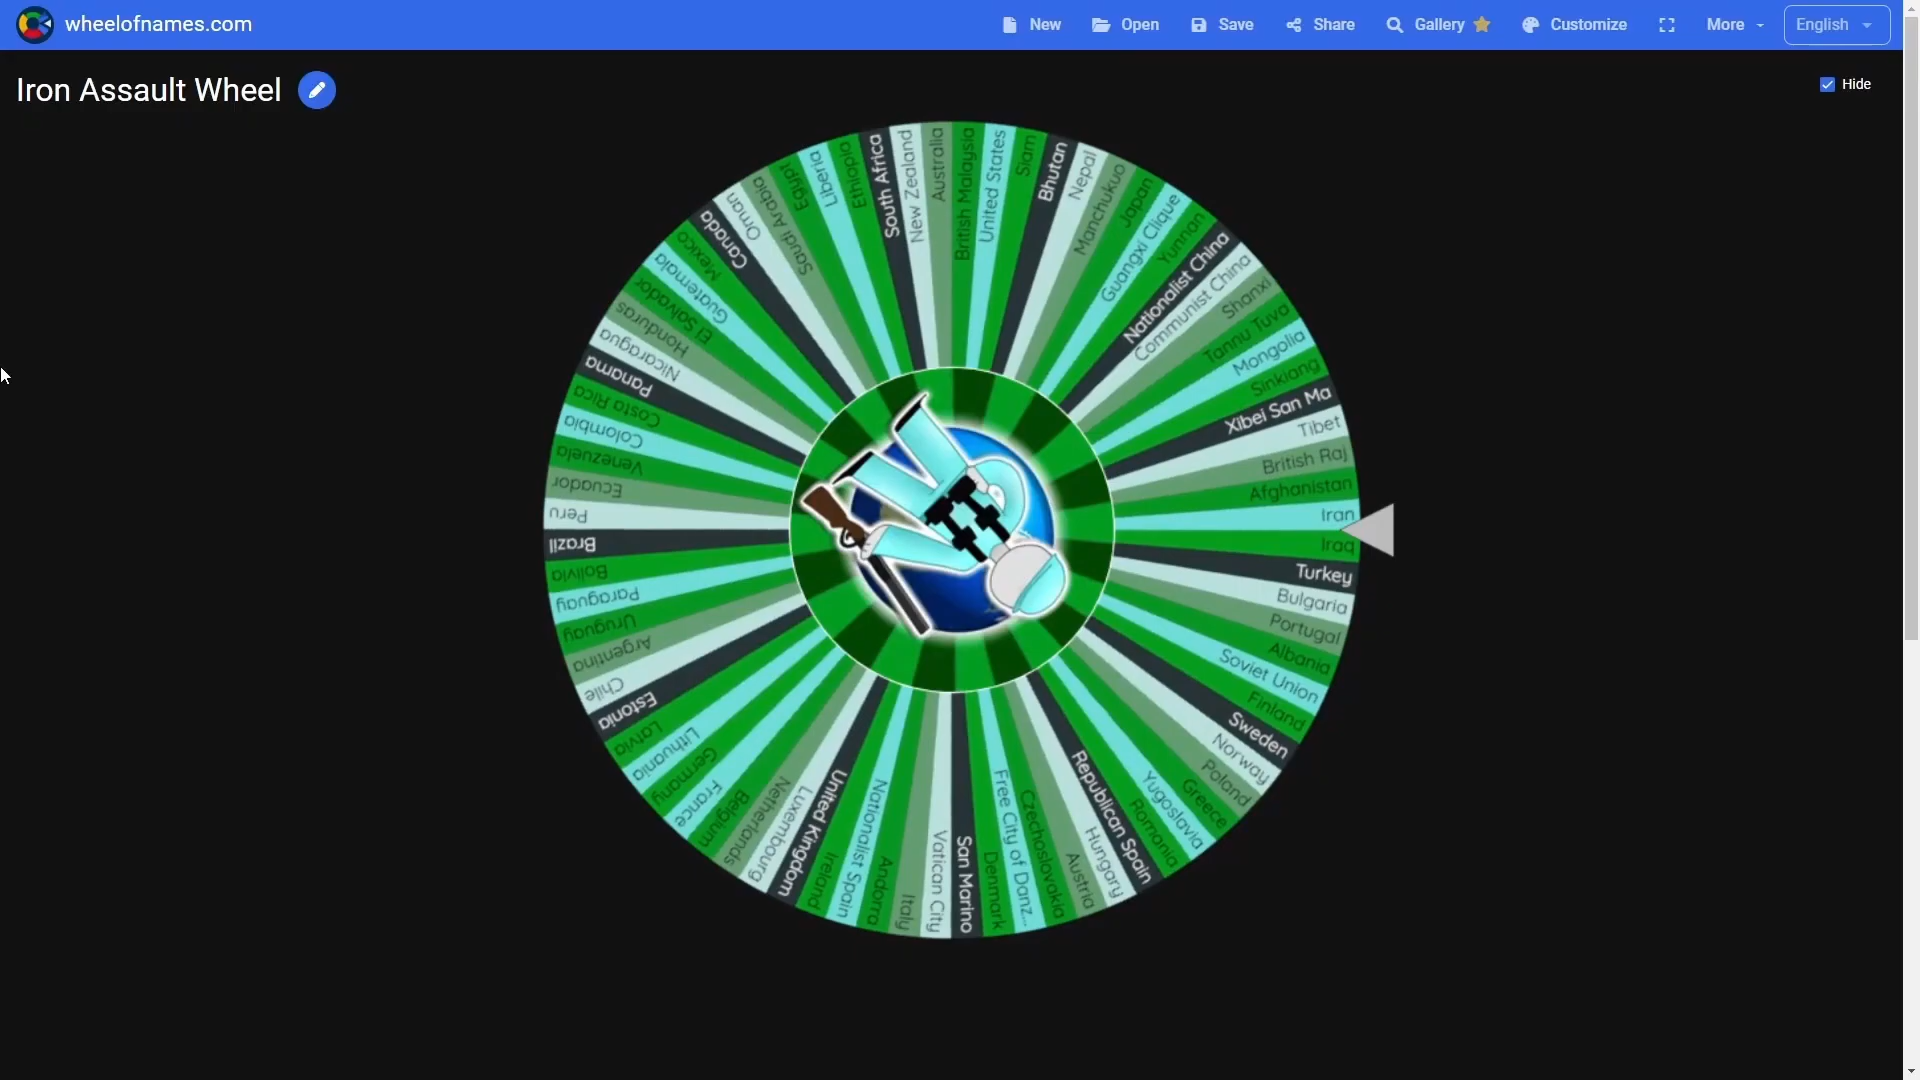 wheelofnames.com
New
Open
Save
Share
Gallery
Customize
More
English
Iron Assault Wheel
Hide
United States
Siam
Bhutan
Nepal
Manchukuo
Japan
Guangxi Clique
Yunnan
Nationalist China
Communist China
Shanxi
Tannu Tuva
Mongolia
Sinkiang
Xibei San Ma
Tibet
British Raj
Afghanistan
Iran
Iraq
Turkey
Bulgaria
Portugal
Albania
Soviet Union
Finland
Sweden
Norway
Poland
Greece
Yugoslavia
Romania
Republican Spain
Hungary
Austria
Czechoslovakia
Free City of Danz...
Denmark
San Marino
Vatican City
Italy
Andorra
Nationalist Spain
Ireland
United Kingdom
Luxembourg
Netherlands
Belgium
France
Germany
Lithuania
Latvia
Estonia
Chile
Argentina
Uruguay
Paraguay
Bolivia
Brazil
Peru
Ecuador
Venezuela
Colombia
Costa Rica
Panama
Nicaragua
Honduras
El Salvador
Guatemala
Mexico
Canada
Oman
Saudi Arabia
Egypt
Liberia
Ethiopia
South Africa
New Zealand
Australia
British Malaysia